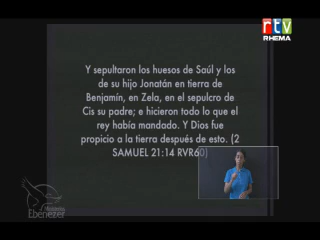 rtv
RHEMA
Y sepultaron los huesos de Saúl y los
de su hijo Jonatán en tierra de
Benjamín, en Zela, en el sepulcro de
Cis su padre; e hicieron todo lo que el
rey había mandado. Y Dios fue
propicio a la tierra después de esto. (2
SAMUEL 21:14 RVR60)
Ebenezer